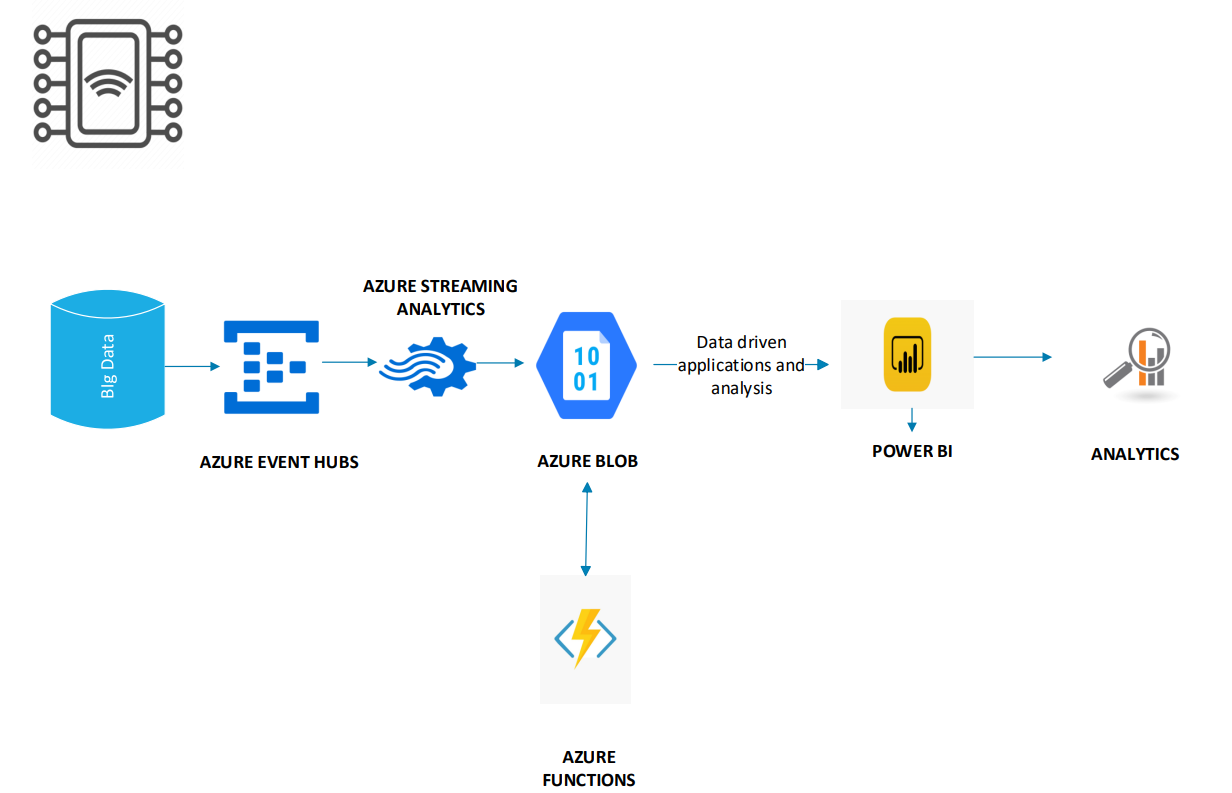 AZURE STREAMING
ANALYTICS
BIg Data
10
01
Data driven
applications and
analysis
AZURE EVENT HUBS
AZURE BLOB
POWER BI
ANALYTICS
AZURE
FUNCTIONS